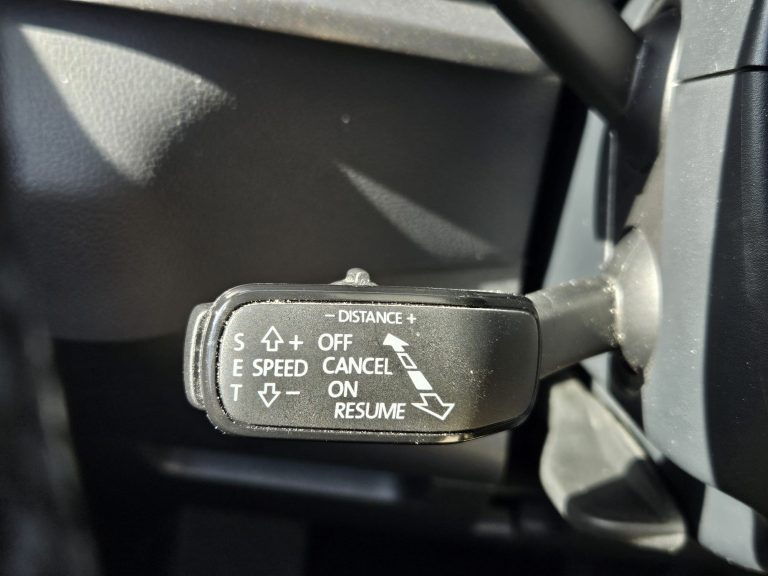 − DISTANCE +
S + OFF
E SPEED CANCEL
T − ON
RESUME